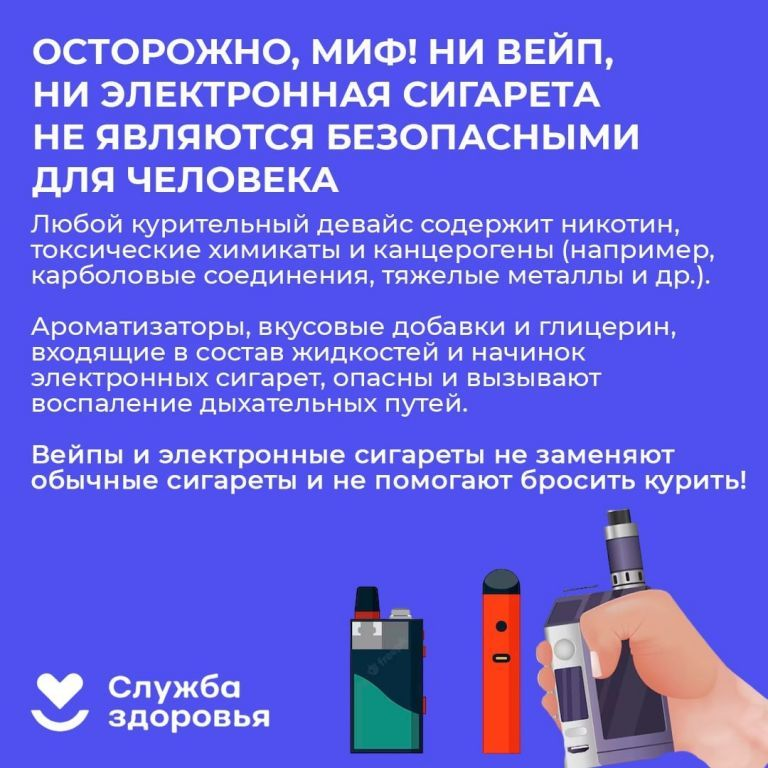 ОСТОРОЖНО, МИФ! НИ ВЕЙП,
НИ ЭЛЕКТРОННАЯ СИГАРЕТА
НЕ ЯВЛЯЮТСЯ БЕЗОПАСНЫМИ
ДЛЯ ЧЕЛОВЕКА
Любой курительный девайс содержит никотин,
токсические химикаты и канцерогены (например,
карболовые соединения, тяжелые металлы и др.).
Ароматизаторы, вкусовые добавки и глицерин,
входящие в состав жидкостей и начинок
электронных сигарет, опасны и вызывают
воспаление дыхательных путей.
Вейпы и электронные сигареты не заменяют
обычные сигареты и не помогают бросить курить!
Служба
здоровья